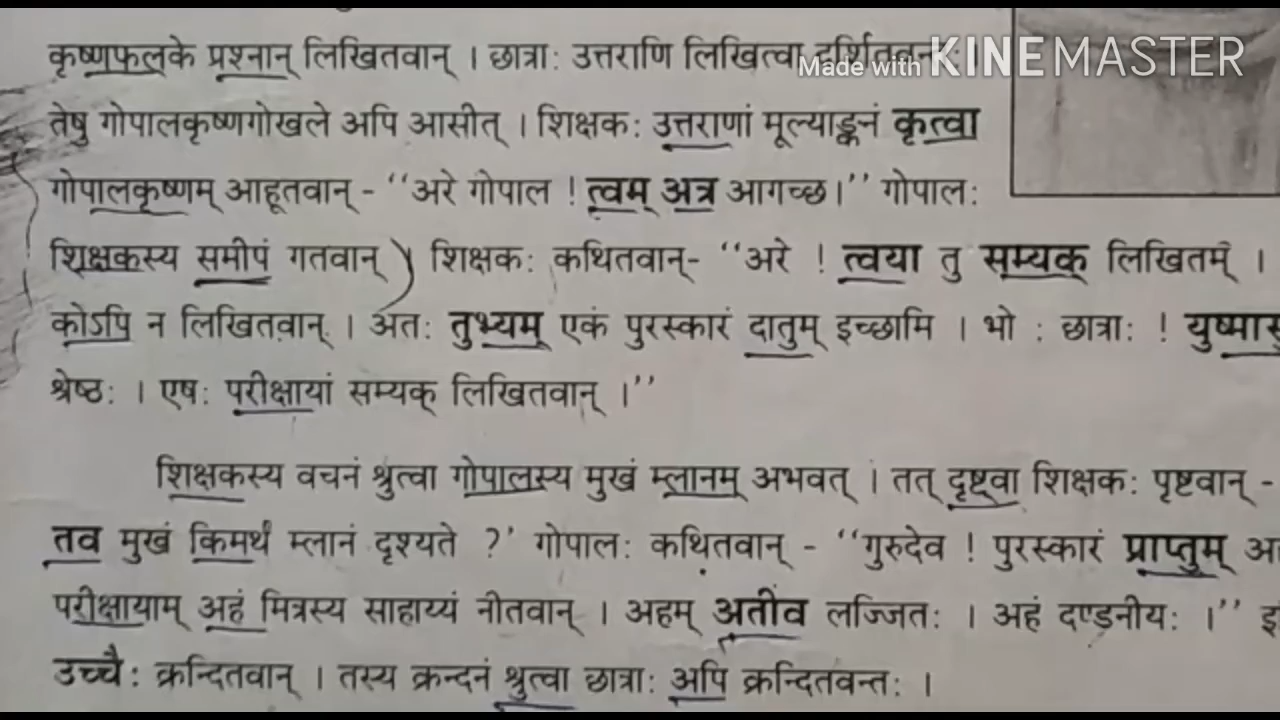 कृष्णफलके प्रश्नान् लिखितवान् । छात्राः उत्तराणि लिखित्वा
Made with KINEMASTER
तेषु गोपालकृष्णगोखले अपि आसीत् । शिक्षकः उत्तराणां मूल्याङ्कनं कृत्वा
गोपालकृष्णम् आहूतवान् - “अरे गोपाल ! त्वम् अत्र आगच्छ।” गोपालः
शिक्षकस्य समीपं गतवान् । शिक्षकः कथितवान्- “अरे ! त्वया तु सम्यक् लिखितम् ।
कोऽपि न लिखितवान् । अतः तुभ्यम् एकं पुरस्कारं दातुम् इच्छामि । भो : छात्राः !
श्रेष्ठः । एषः परीक्षायां सम्यक् लिखितवान् ।”
शिक्षकस्य वचनं श्रुत्वा गोपालस्य मुखं म्लानम् अभवत् । तत् दृष्ट्वा शिक्षकः पृष्टवान् -
तव मुखं किमर्थं म्लानं दृश्यते ?’ गोपालः कथितवान् - “गुरुदेव ! पुरस्कारं प्राप्तुम्
परीक्षायाम् अहं मित्रस्य साहाय्यं नीतवान् । अहम् अतीव लज्जितः । अहं दण्डनीयः ।”
उच्चैः क्रन्दितवान् । तस्य क्रन्दनं श्रुत्वा छात्राः अपि क्रन्दितवन्तः ।